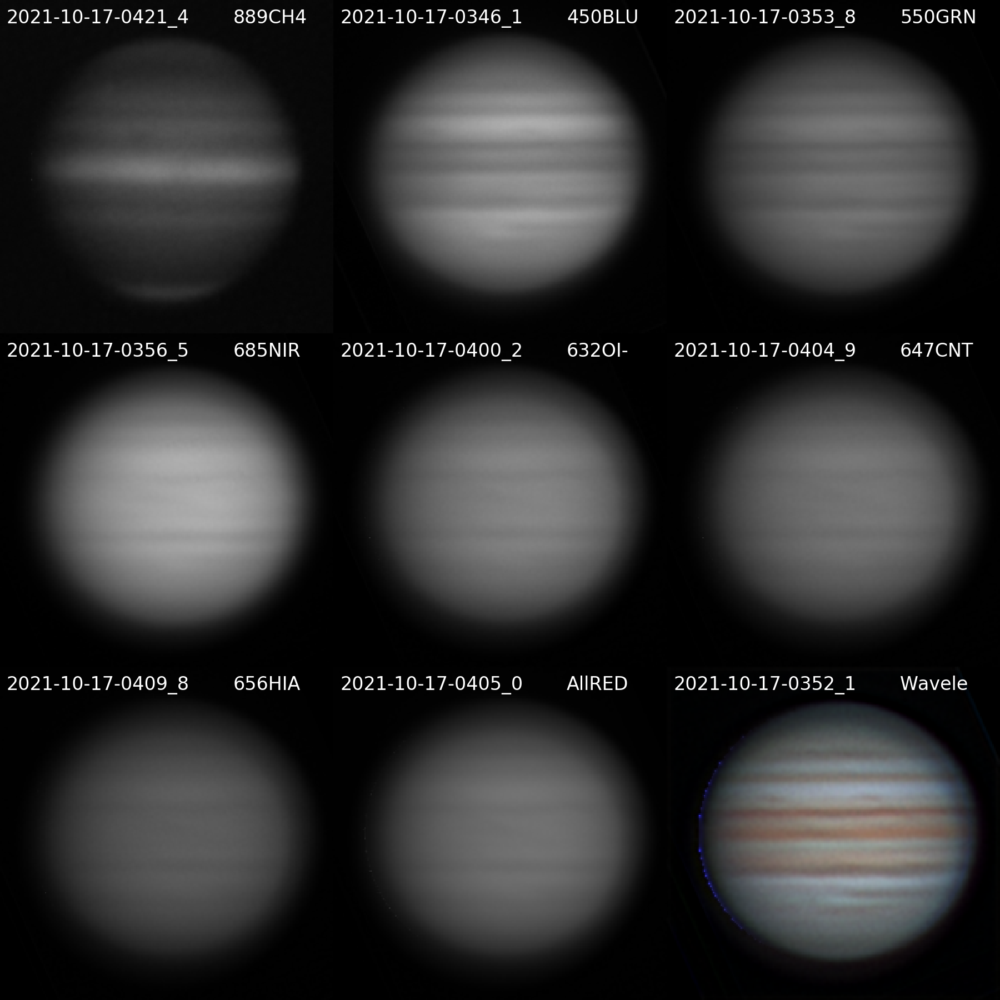 2021-10-17-0421_4 889CH4 2021-10-17-0346_1 450BLU 2021-10-17-0353_8 550GRN
2021-10-17-0356_5 685NIR 2021-10-17-0400_2 632OI- 2021-10-17-0404_9 647CNT
2021-10-17-0409_8 656HIA 2021-10-17-0405_0 AllRED 2021-10-17-0352_1 Wavele